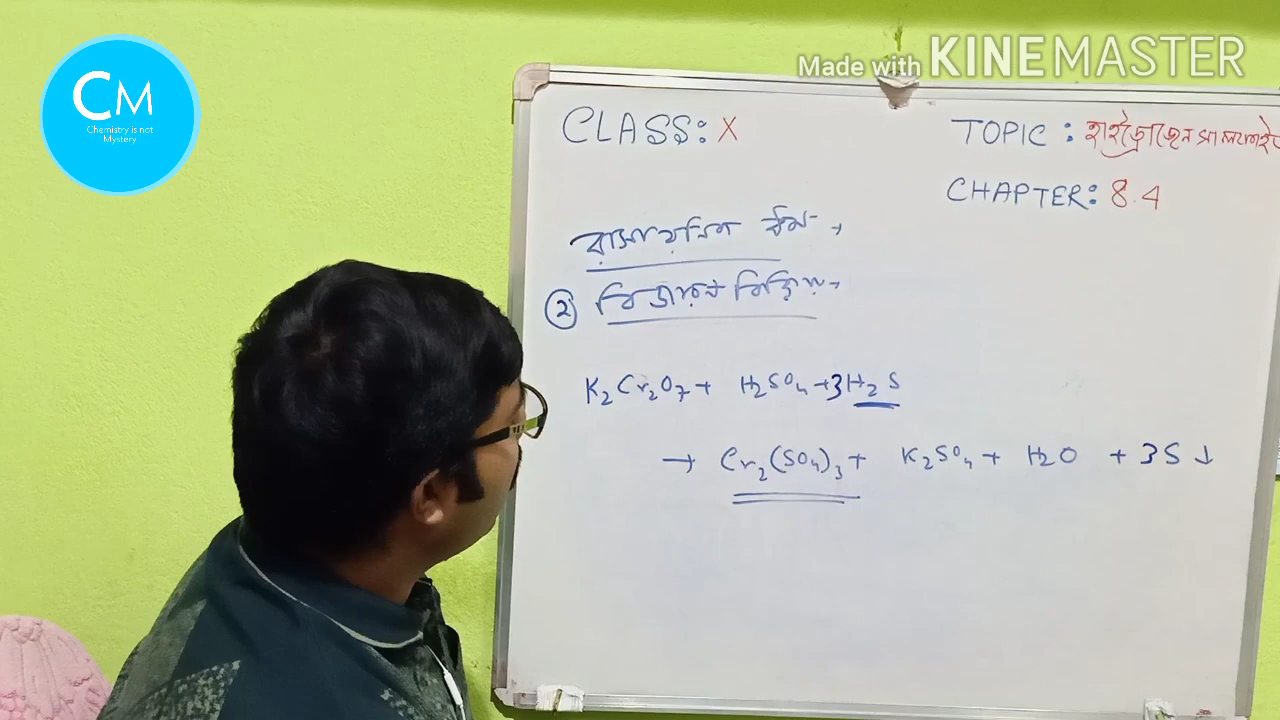 CM
Chemistry is not
Mystery
Made with KINEMASTER
CLASS: X
TOPIC : হাইড্রোজেন সালফাইড
CHAPTER: 8.4
রাসায়নিক ধর্ম →
② বিজারণ বিক্রিয়া →
K₂Cr₂O₇ + H₂SO₄ + 3H₂S
→ Cr₂(SO₄)₃ + K₂SO₄ + H₂O + 3S ↓